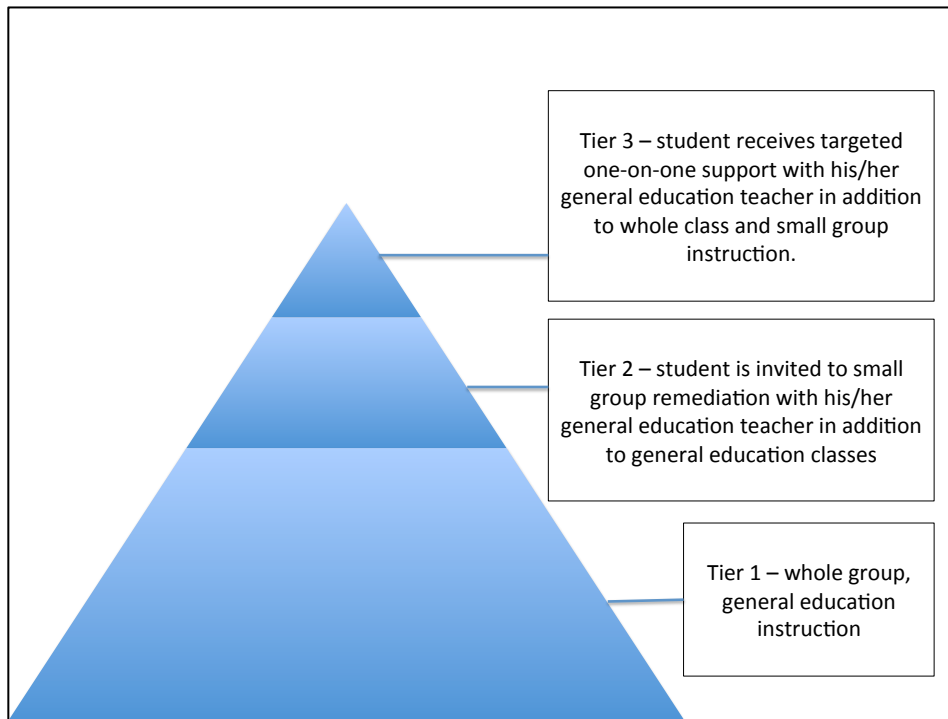 Tier 3 – student receives targeted
one-on-one support with his/her
general education teacher in addition
to whole class and small group
instruction.
Tier 2 – student is invited to small
group remediation with his/her
general education teacher in addition
to general education classes
Tier 1 – whole group,
general education
instruction